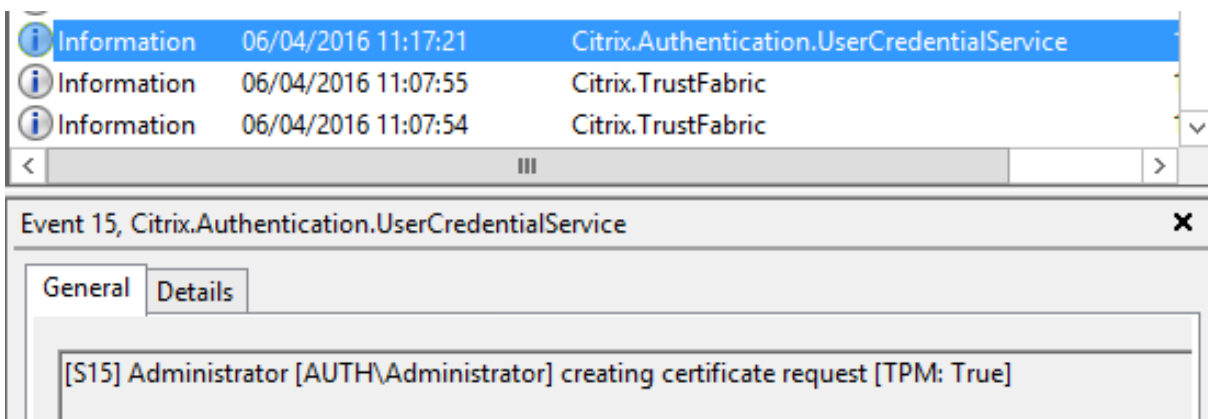 Information 06/04/2016 11:17:21 Citrix.Authentication.UserCredentialService
Information 06/04/2016 11:07:55 Citrix.TrustFabric
Information 06/04/2016 11:07:54 Citrix.TrustFabric
Event 15, Citrix.Authentication.UserCredentialService
General Details
[S15] Administrator [AUTH\Administrator] creating certificate request [TPM: True]